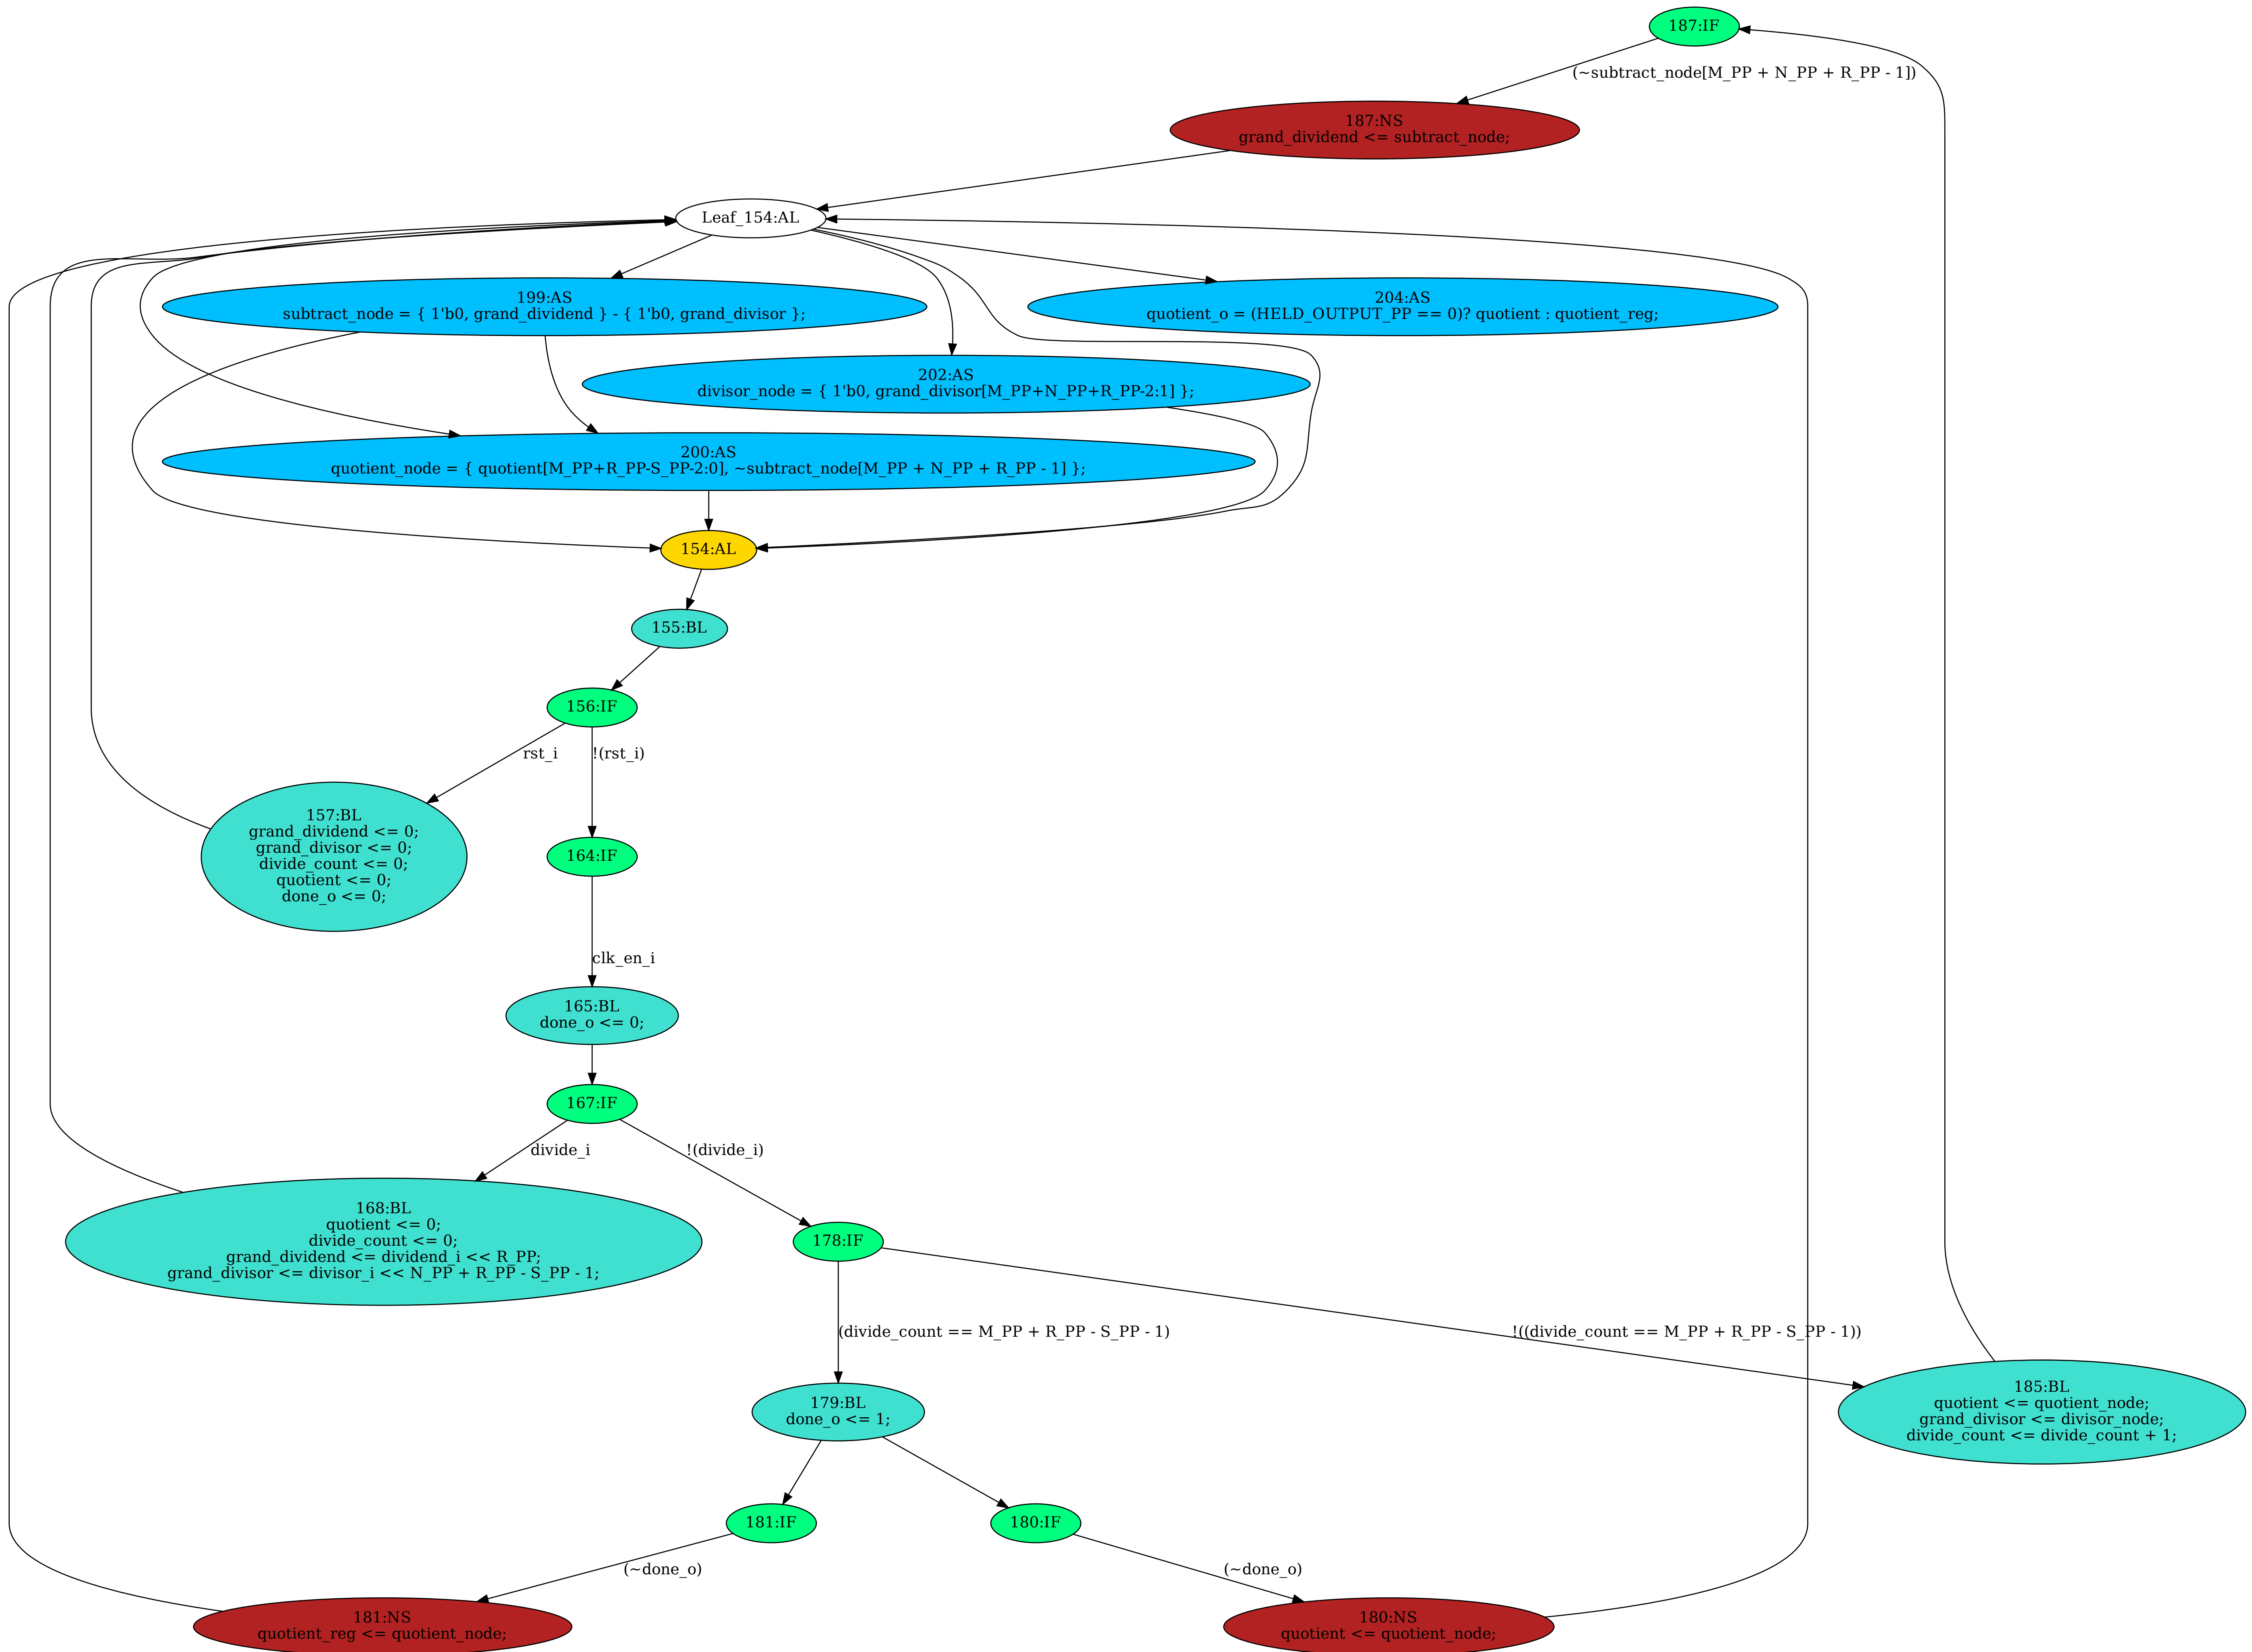 187:IF
(~subtract_node[M_PP + N_PP + R_PP - 1])
187:NS
grand_dividend <= subtract_node;
Leaf_154:AL
199:AS
subtract_node = { 1'b0, grand_dividend } - { 1'b0, grand_divisor };
204:AS
quotient_o = (HELD_OUTPUT_PP == 0)? quotient : quotient_reg;
202:AS
divisor_node = { 1'b0, grand_divisor[M_PP+N_PP+R_PP-2:1] };
200:AS
quotient_node = { quotient[M_PP+R_PP-S_PP-2:0], ~subtract_node[M_PP + N_PP + R_PP - 1] };
154:AL
155:BL
156:IF
rst_i
!(rst_i)
157:BL
grand_dividend <= 0;
grand_divisor <= 0;
divide_count <= 0;
quotient <= 0;
done_o <= 0;
164:IF
clk_en_i
165:BL
done_o <= 0;
167:IF
divide_i
!(divide_i)
168:BL
quotient <= 0;
divide_count <= 0;
grand_dividend <= dividend_i << R_PP;
grand_divisor <= divisor_i << N_PP + R_PP - S_PP - 1;
178:IF
(divide_count == M_PP + R_PP - S_PP - 1)
!((divide_count == M_PP + R_PP - S_PP - 1))
179:BL
done_o <= 1;
185:BL
quotient <= quotient_node;
grand_divisor <= divisor_node;
divide_count <= divide_count + 1;
181:IF
180:IF
(~done_o)
(~done_o)
181:NS
quotient_reg <= quotient_node;
180:NS
quotient <= quotient_node;